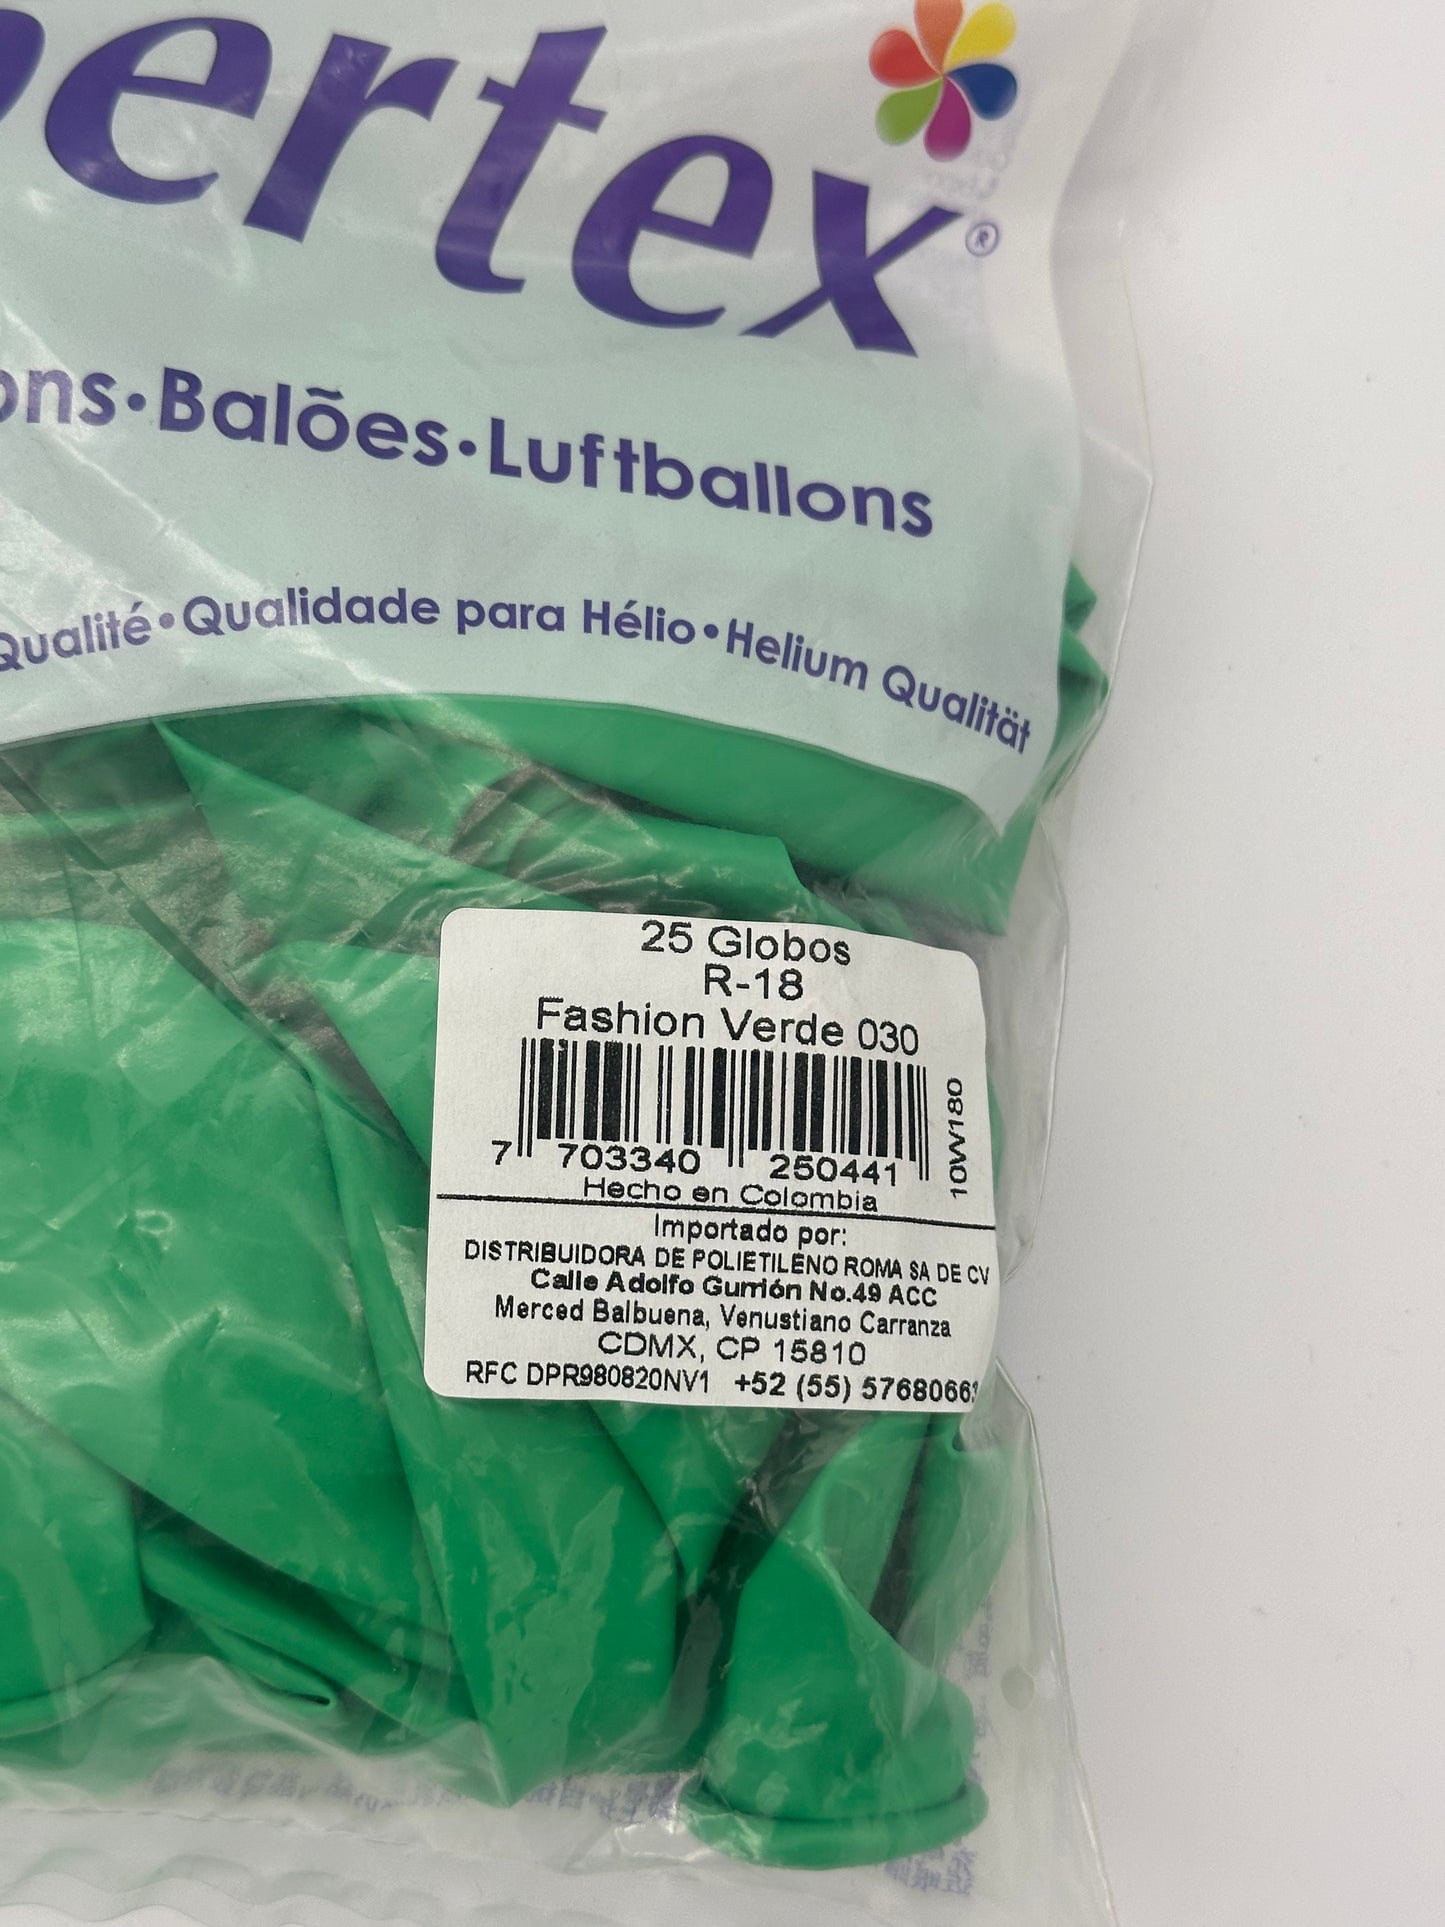 pertex®
ons•Balões•Luftballons
Qualité•Qualidade para Hélio•Helium Qualität
25 Globos
R-18
Fashion Verde 030
10W180
7 703340 250441
Hecho en Colombia
Importado por:
DISTRIBUIDORA DE POLIETILENO ROMA SA DE CV
Calle Adolfo Gurrión No.49 ACC
Merced Balbuena, Venustiano Carranza
CDMX, CP 15810
RFC DPR980820NV1 +52 (55) 5768066